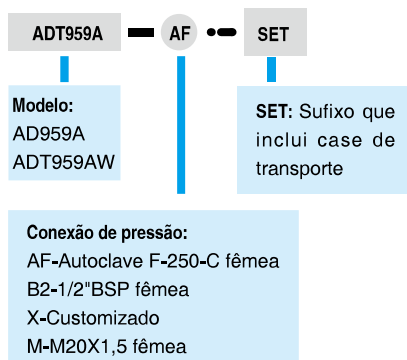 ADT959A — AF •— SET
Modelo:
AD959A
ADT959AW
SET: Sufixo que
inclui case de
transporte
Conexão de pressão:
AF-Autoclave F-250-C fêmea
B2-1/2"BSP fêmea
X-Customizado
M-M20X1,5 fêmea